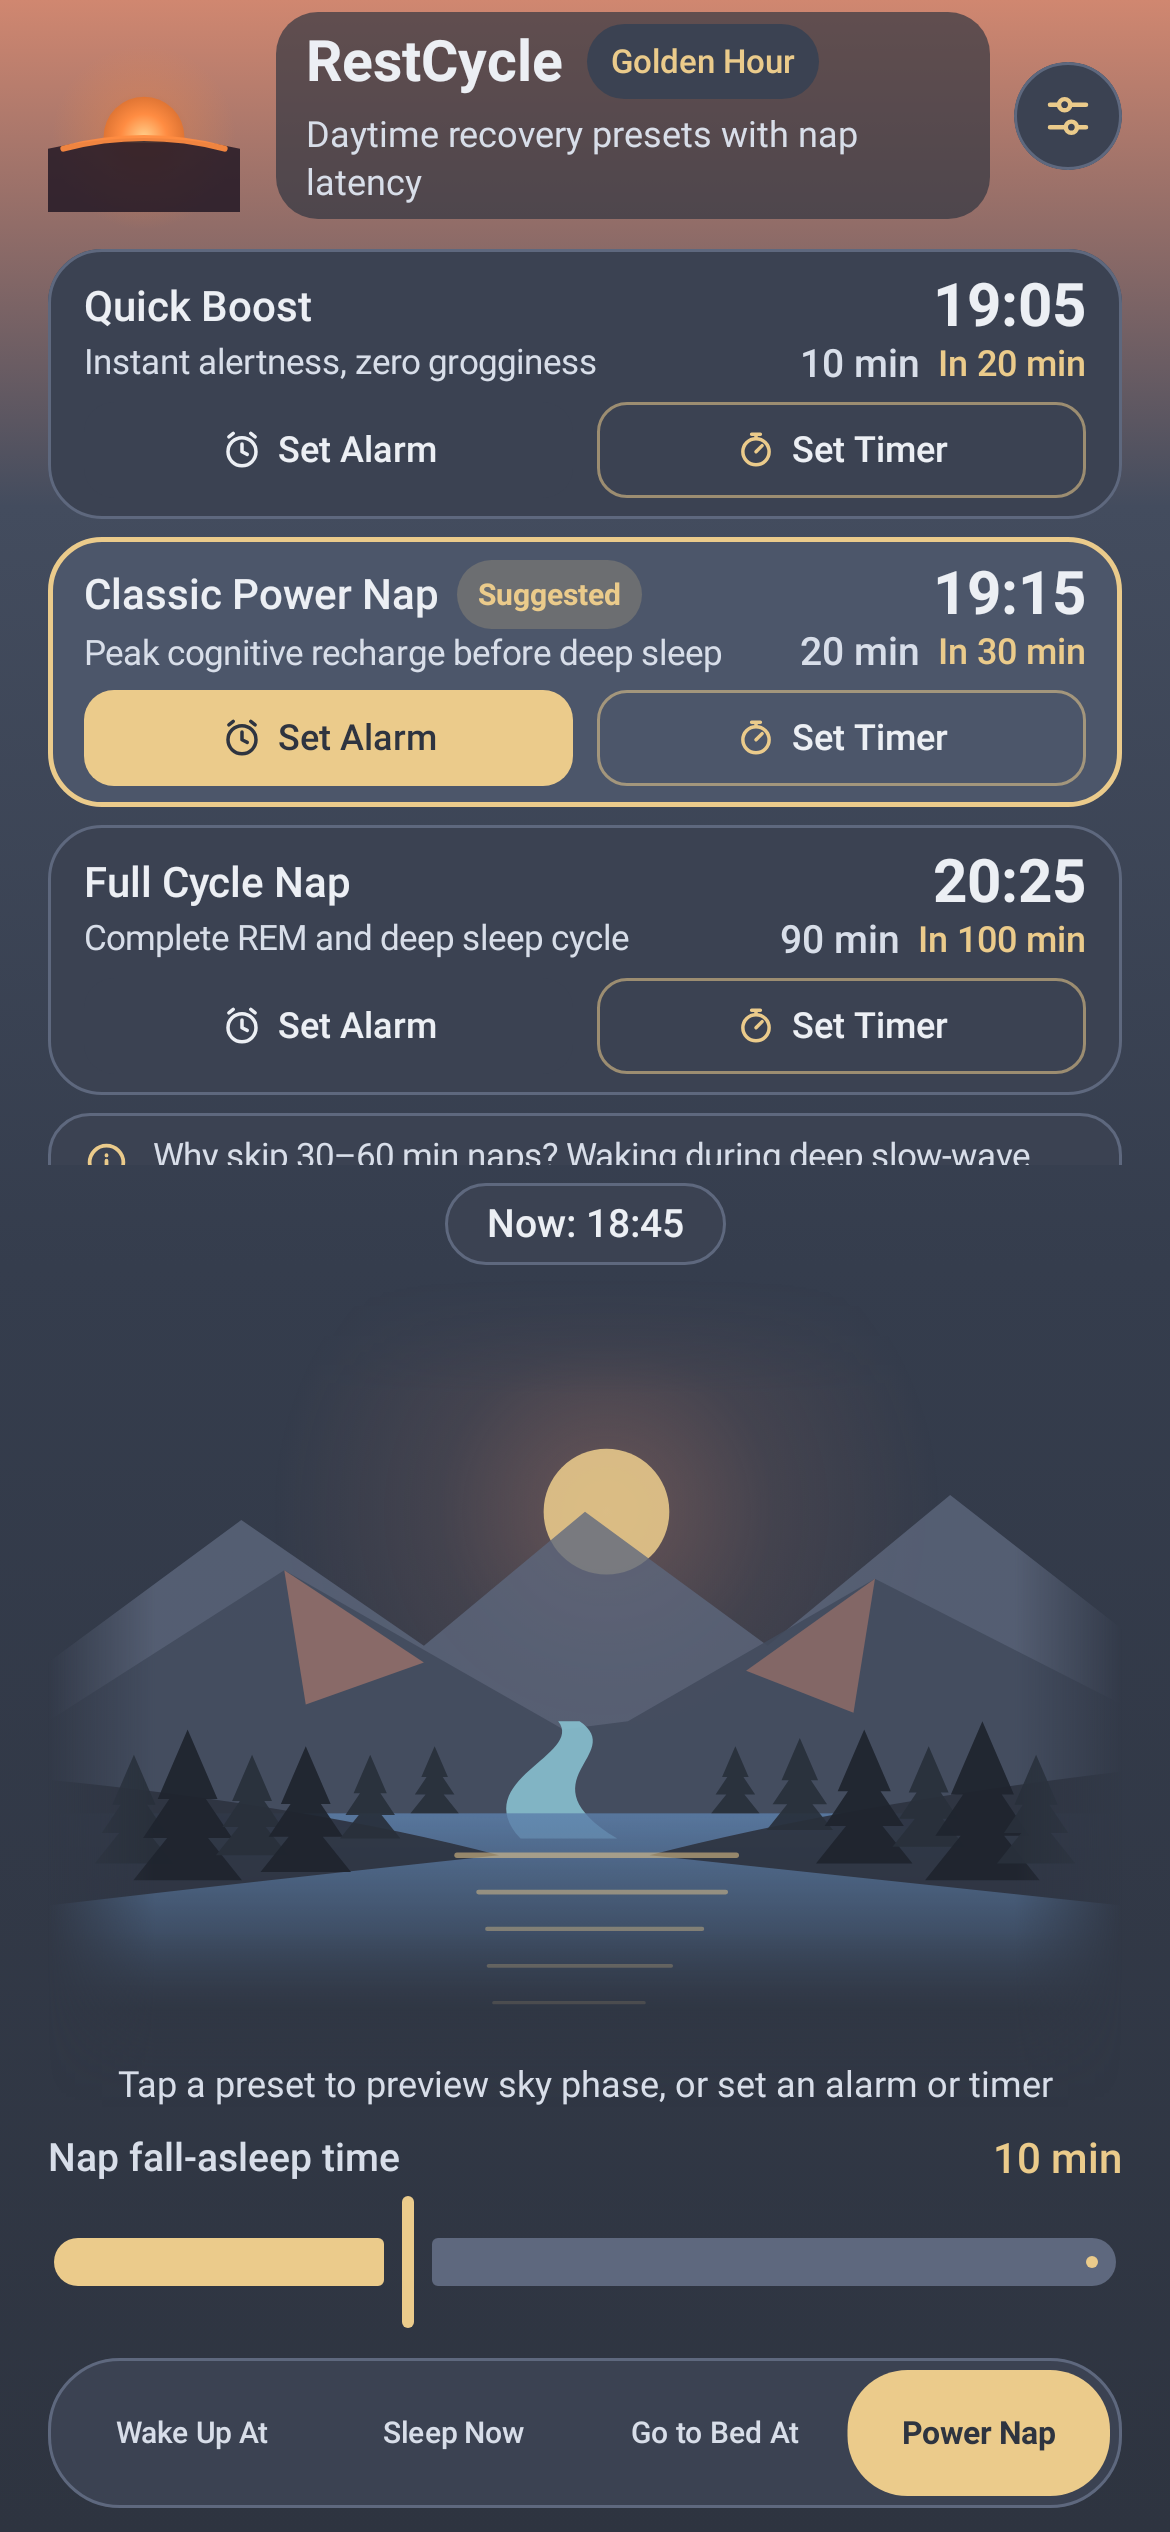 RestCycle Golden Hour
Daytime recovery presets with nap
latency
Quick Boost 19:05
Instant alertness, zero grogginess 10 min In 20 min
Set Alarm Set Timer
Classic Power Nap Suggested 19:15
Peak cognitive recharge before deep sleep 20 min In 30 min
Set Alarm Set Timer
Full Cycle Nap 20:25
Complete REM and deep sleep cycle 90 min In 100 min
Set Alarm Set Timer
Why skip 30–60 min naps? Waking during deep slow-wave
Now: 18:45
Tap a preset to preview sky phase, or set an alarm or timer
Nap fall-asleep time 10 min
Wake Up At Sleep Now Go to Bed At Power Nap